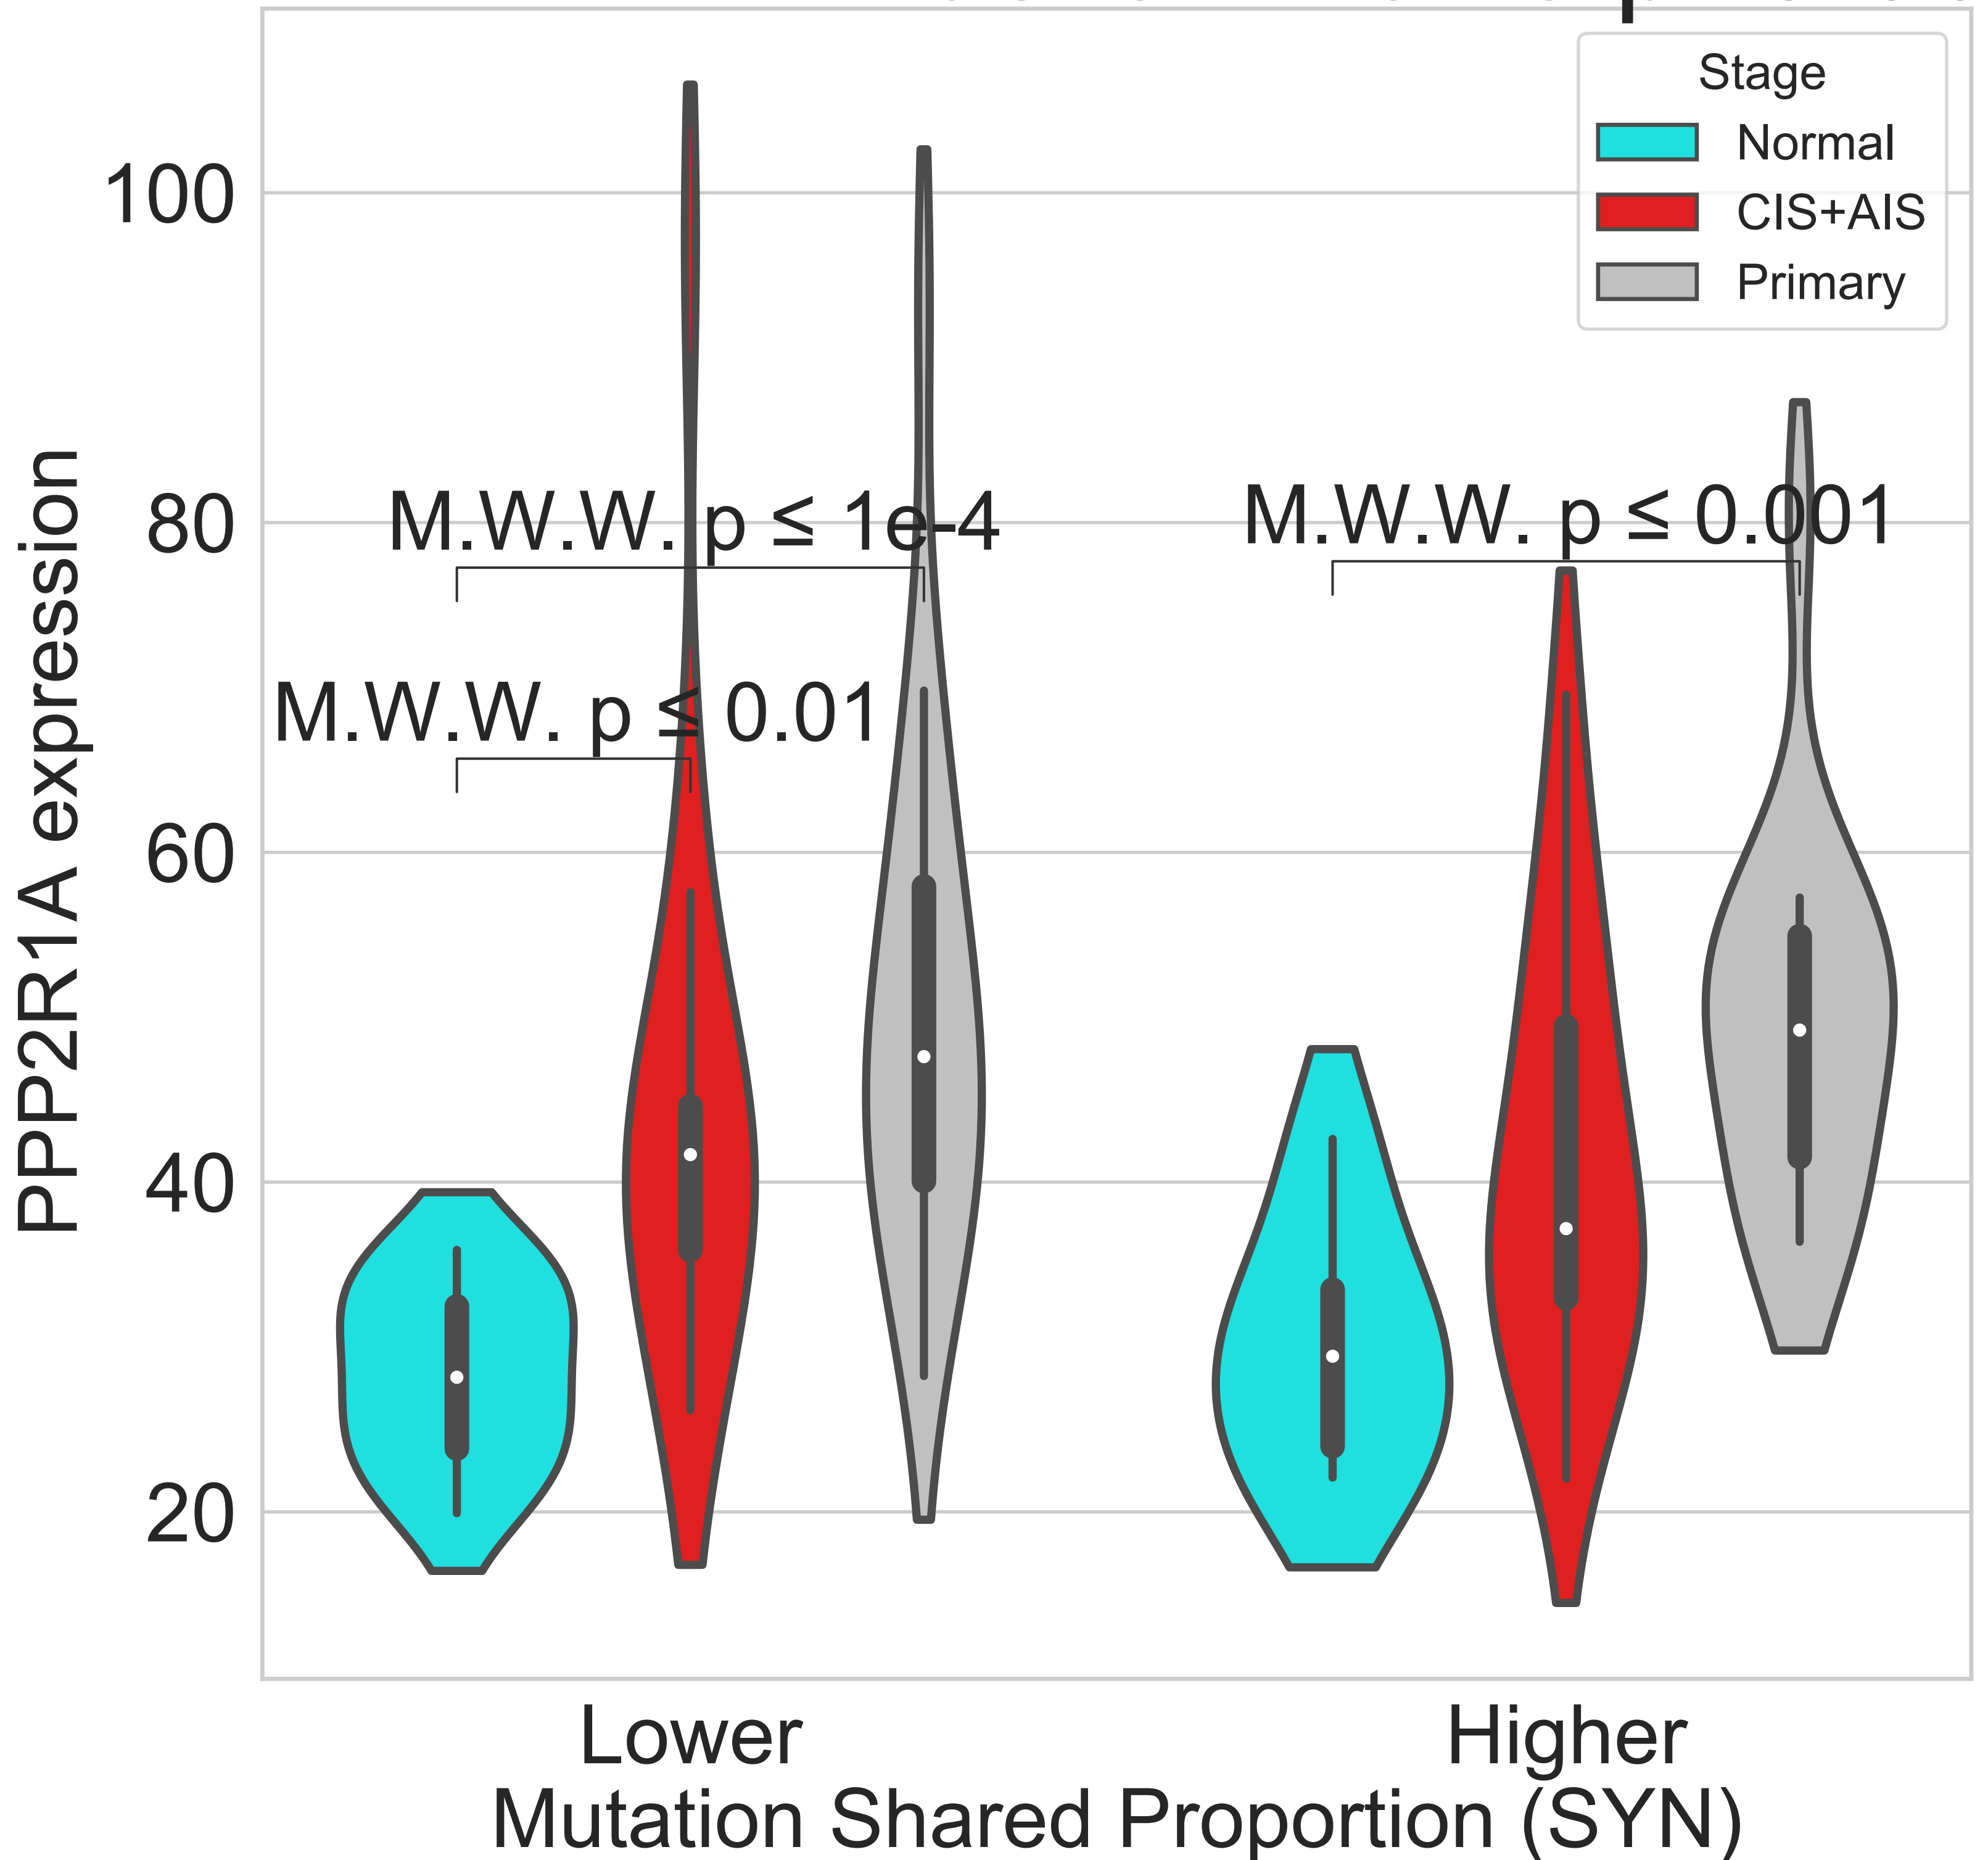 Stage
Normal
CIS+AIS
Primary
PPP2R1A expression
100
80
60
40
20
M.W.W. p ≤ 1e-4
M.W.W. p ≤ 0.001
M.W.W. p ≤ 0.01
Lower
Higher
Mutation Shared Proportion (SYN)